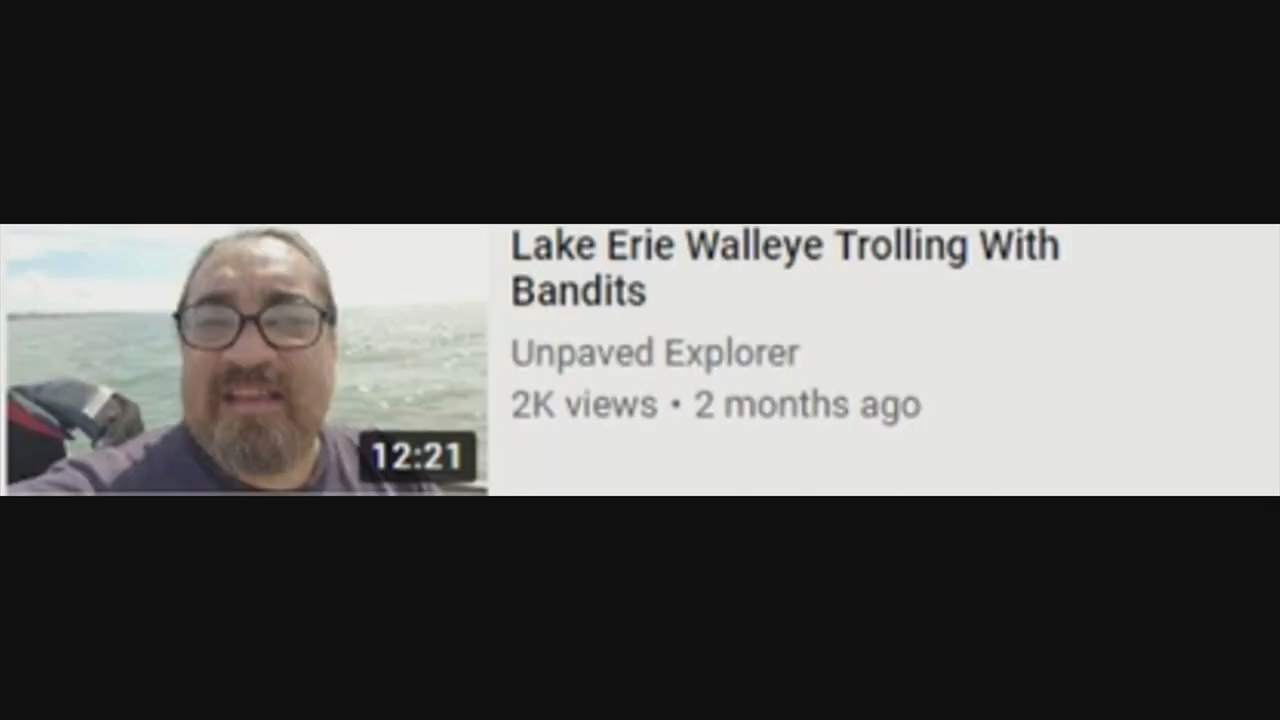 Lake Erie Walleye Trolling With
Bandits
Unpaved Explorer
2K views • 2 months ago
12:21